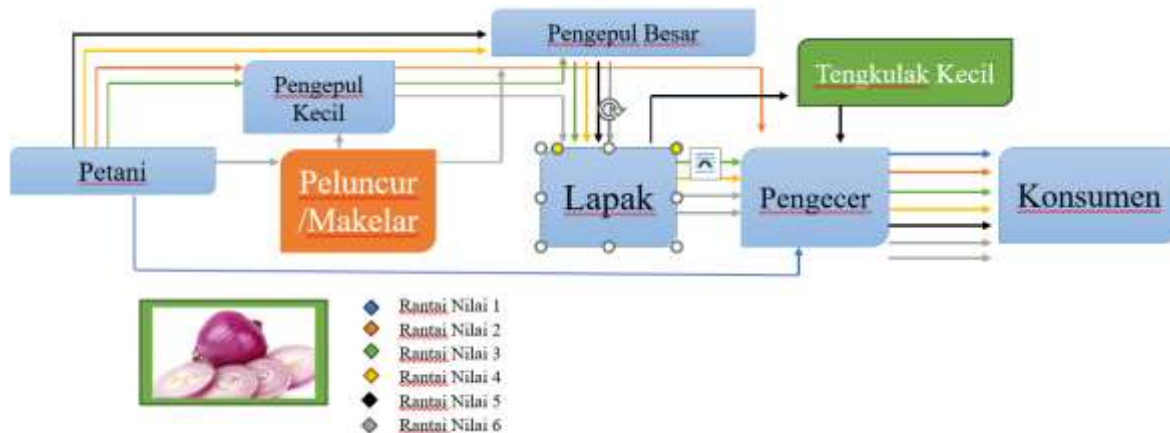 Pengepul Besar
Pengepul
Kecil
Tengkulak Kecil
Petani
Peluncur
/Makelar
Lapak
Pengecer
Konsumen
Rantai Nilai 1
Rantai Nilai 2
Rantai Nilai 3
Rantai Nilai 4
Rantai Nilai 5
Rantai Nilai 6